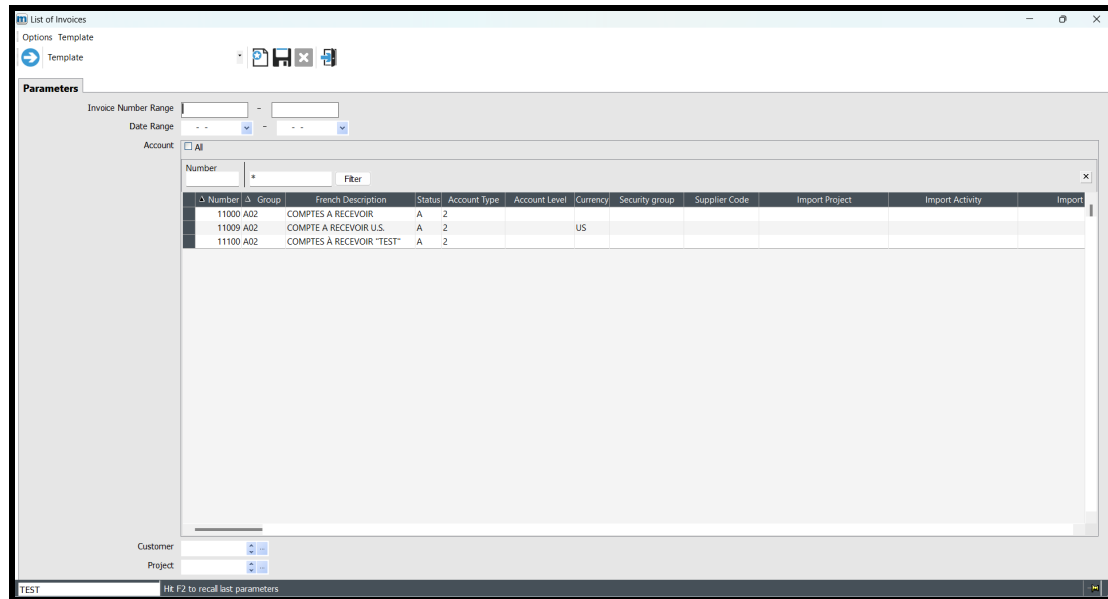 List of Invoices
Options Template
Template
Parameters
Invoice Number Range -
Date Range - - - - -
Account All
Number
* Filter
Number Group French Description Status Account Type Account Level Currency Security group Supplier Code Import Project Import Activity Import
11000 A02 COMPTES A RECEVOIR A 2
11009 A02 COMPTE A RECEVOIR U.S. A 2 US
11100 A02 COMPTES À RECEVOIR "TEST" A 2
Customer
Project
TEST Hit F2 to recall last parameters